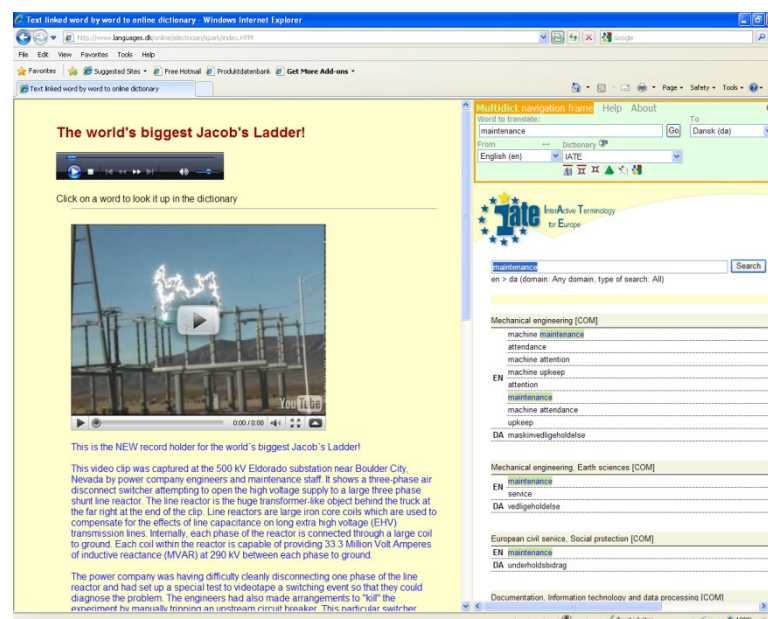 Text linked word by word to online dictionary - Windows Internet Explorer
http://www.languages.dk/online/electrician/spark/index.HTM
Google
File Edit View Favorites Tools Help
Favorites Suggested Sites Free Hotmail Produktdatenbank Get More Add-ons
Text linked word by word to online dictionary
Page Safety Tools
The world's biggest Jacob's Ladder!
Click on a word to look it up in the dictionary
You Tube
0:00 / 0:00
This is the NEW record holder for the world´s biggest Jacob´s Ladder!
This video clip was captured at the 500 kV Eldorado substation near Boulder City,
Nevada by power company engineers and maintenance staff. It shows a three-phase air
disconnect switcher attempting to open the high voltage supply to a large three phase
shunt line reactor. The line reactor is the huge transformer-like object behind the truck at
the far right at the end of the clip. Line reactors are large iron core coils which are used to
compensate for the effects of line capacitance on long extra high voltage (EHV)
transmission lines. Internally, each phase of the reactor is connected through a large coil
to ground. Each coil within the reactor is capable of providing 33.3 Million Volt Amperes
of inductive reactance (MVAR) at 290 kV between each phase to ground.
The power company was having difficulty cleanly disconnecting one phase of the line
reactor and had set up a special test to videotape a switching event so that they could
diagnose the problem. The engineers had also made arrangements to "kill" the
experiment by manually tripping an upstream circuit breaker. This particular switcher
Multidict navigation frame Help About
Word to translate: To
maintenance Go Dansk (da)
From ↔ Dictionary
English (en) IATE
Iate InterActive Terminology
for Europe
maintenance Search
en > da (domain: Any domain, type of search: All)
Mechanical engineering [COM]
machine maintenance
attendance
machine attention
machine upkeep
EN attention
maintenance
machine attendance
upkeep
DA maskinvedligeholdelse
Mechanical engineering, Earth sciences [COM]
EN maintenance
service
DA vedligeholdelse
European civil service, Social protection [COM]
EN maintenance
DA underholdsbidrag
Documentation, Information technology and data processing [COM]